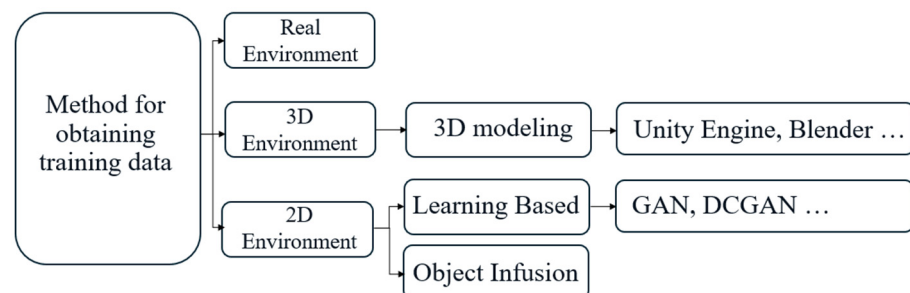 Method for
obtaining
training data
Real
Environment
3D
Environment
3D modeling
Unity Engine, Blender …
2D
Environment
Learning Based
GAN, DCGAN …
Object Infusion